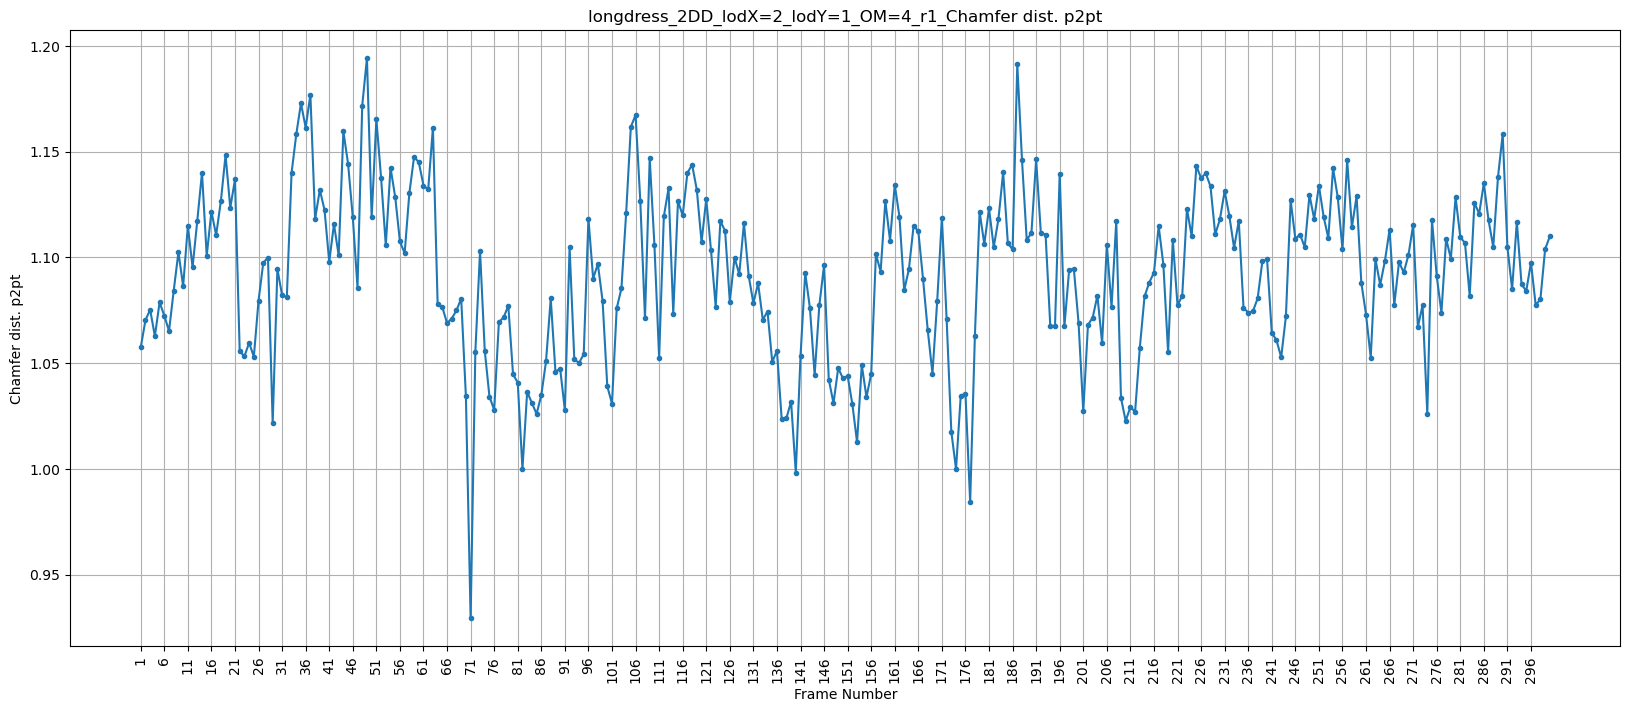 longdress_2DD_lodX=2_lodY=1_OM=4_r1_Chamfer dist. p2pt
1.20
1.15
1.10
1.05
1.00
0.95
Chamfer dist. p2pt
1 6 11 16 21 26 31 36 41 46 51 56 61 66 71 76 81 86 91 96 101 106 111 116 121 126 131 136 141 146 151 156 161 166 171 176 181 186 191 196 201 206 211 216 221 226 231 236 241 246 251 256 261 266 271 276 281 286 291 296
Frame Number